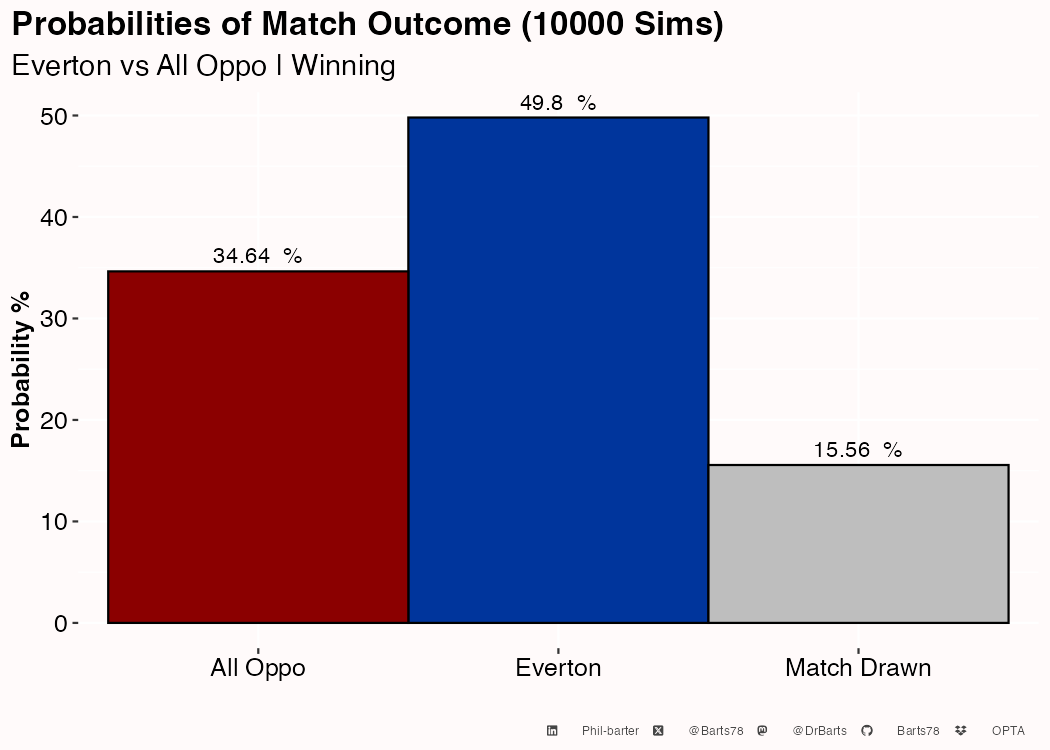 Probabilities of Match Outcome (10000 Sims)
Everton vs All Oppo | Winning
Probability %
50
40
30
20
10
0
34.64 %
49.8 %
15.56 %
All Oppo
Everton
Match Drawn
Phil-barter @Barts78 @DrBarts Barts78 OPTA